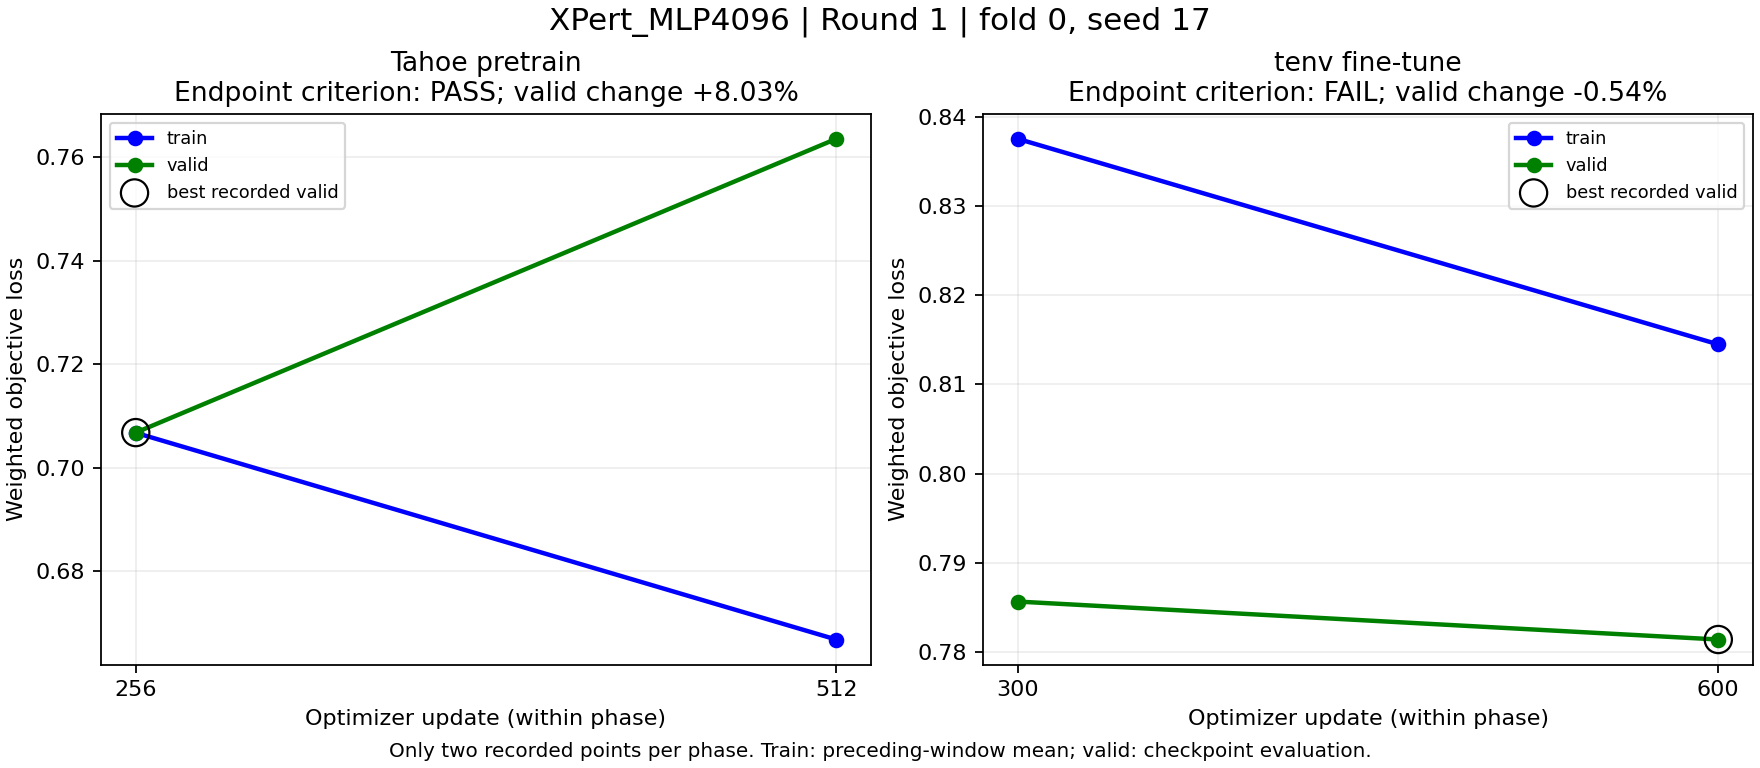 XPert_MLP4096 | Round 1 | fold 0, seed 17
Tahoe pretrain
Endpoint criterion: PASS; valid change +8.03%
train
valid
best recorded valid
0.76
0.74
0.72
0.70
0.68
Weighted objective loss
256
512
Optimizer update (within phase)
tenv fine-tune
Endpoint criterion: FAIL; valid change -0.54%
train
valid
best recorded valid
0.84
0.83
0.82
0.81
0.80
0.79
0.78
Weighted objective loss
300
600
Optimizer update (within phase)
Only two recorded points per phase. Train: preceding-window mean; valid: checkpoint evaluation.